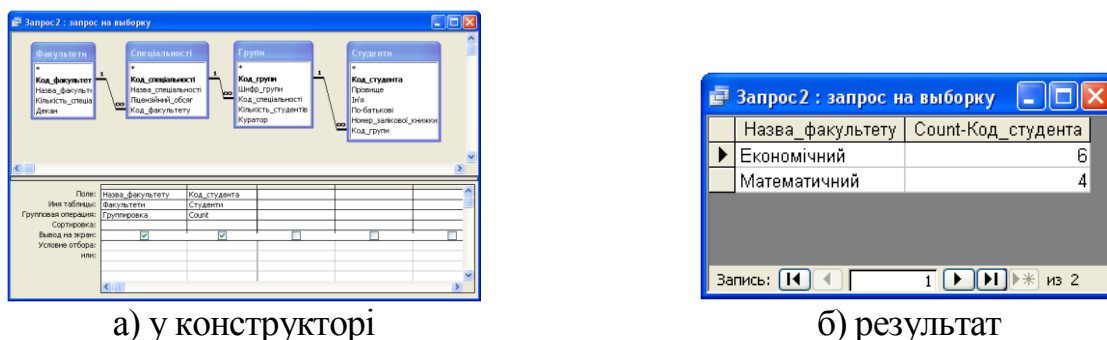 Запрос2 : запрос на выборку
Факультети
*
Код_факультет
Назва_факульте
Кількість_спеціа
Декан
1
∞
Спеціальності
*
Код_спеціальності
Назва_спеціальності
Ліцензійний_обсяг
Код_факультету
1
∞
Групи
*
Код_групи
Шифр_групи
Код_спеціальності
Кількість_студентів
Куратор
1
∞
Студенти
*
Код_студента
Прізвище
Ім'я
По-батькові
Номер_залікової_книжки
Код_групи
Поле: Назва_факультету Код_студента
Имя таблицы: Факультети Студенти
Групповая операция: Группировка Count
Сортировка:
Вывод на экран:
Условие отбора:
или:
а) у конструкторі
Запрос2 : запрос на выборку
Назва_факультету Count-Код_студента
Економічний 6
Математичний 4
Запись: 1 из 2
б) результат